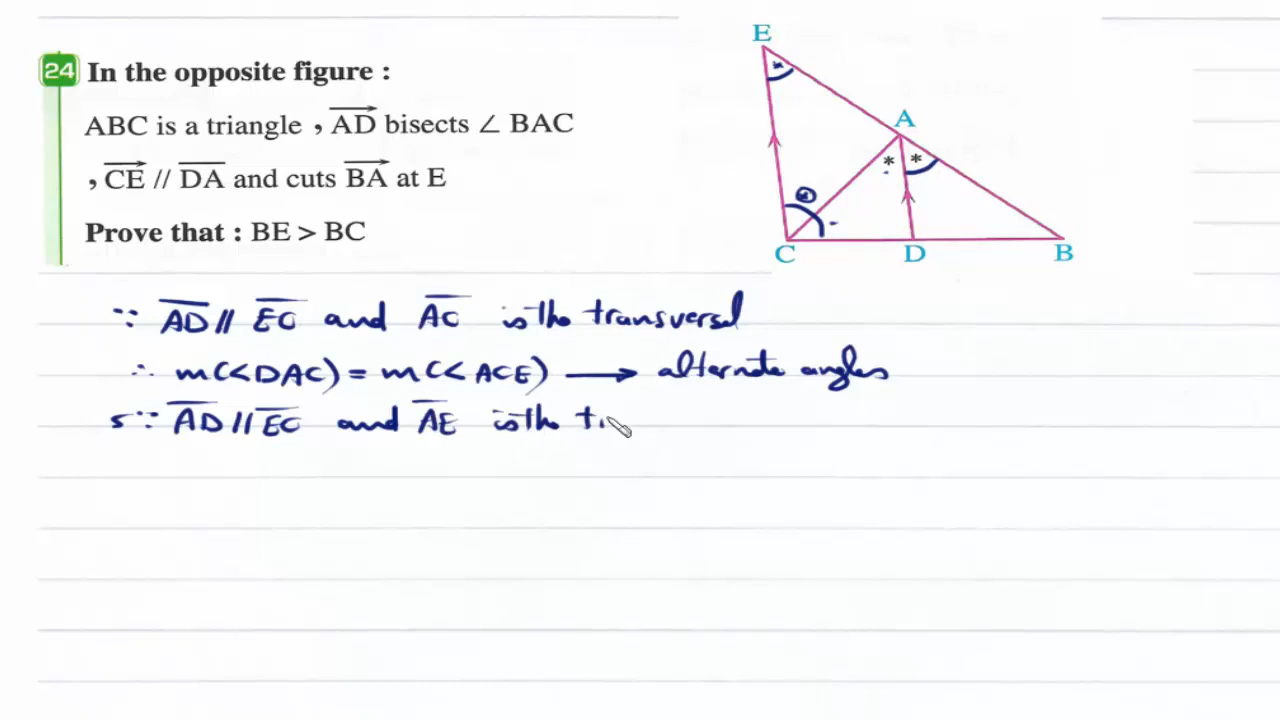 24 In the opposite figure :
ABC is a triangle , AD bisects ∠ BAC
, CE // DA and cuts BA at E
Prove that : BE > BC
E
A
* *
C D B
∵ AD // EC and AC is the transversal
∴ m(<DAC) = m(<ACE) → alternate angles
, ∵ AD // EC and AE is the tr